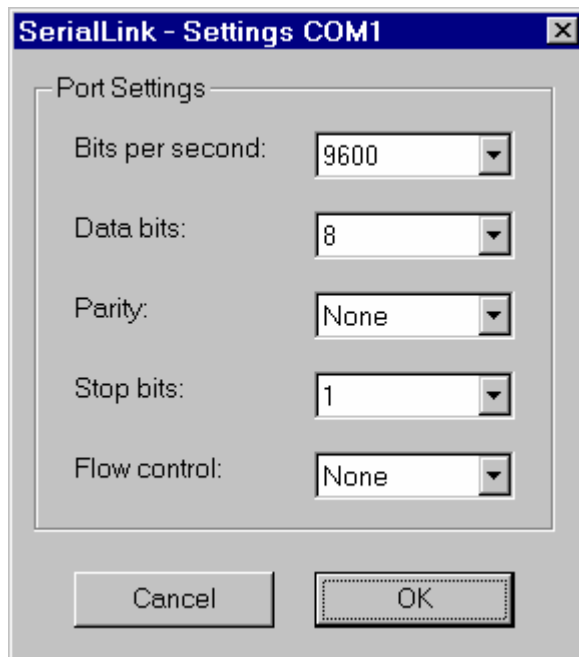 SerialLink - Settings COM1
Port Settings
Bits per second: 9600
Data bits: 8
Parity: None
Stop bits: 1
Flow control: None
Cancel OK